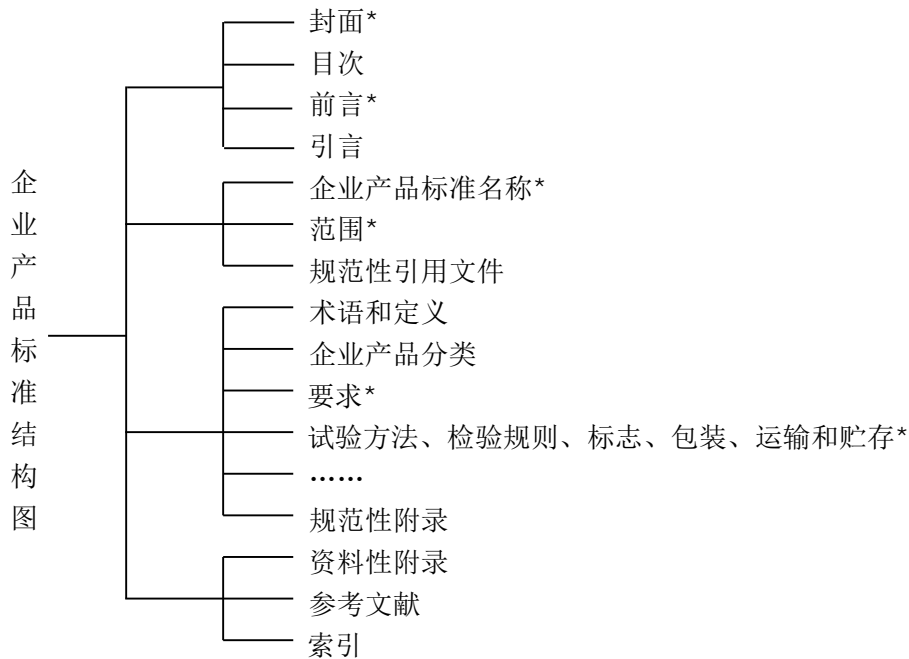 企业产品标准结构图
封面*
目次
前言*
引言
企业产品标准名称*
范围*
规范性引用文件
术语和定义
企业产品分类
要求*
试验方法、检验规则、标志、包装、运输和贮存*
……
规范性附录
资料性附录
参考文献
索引